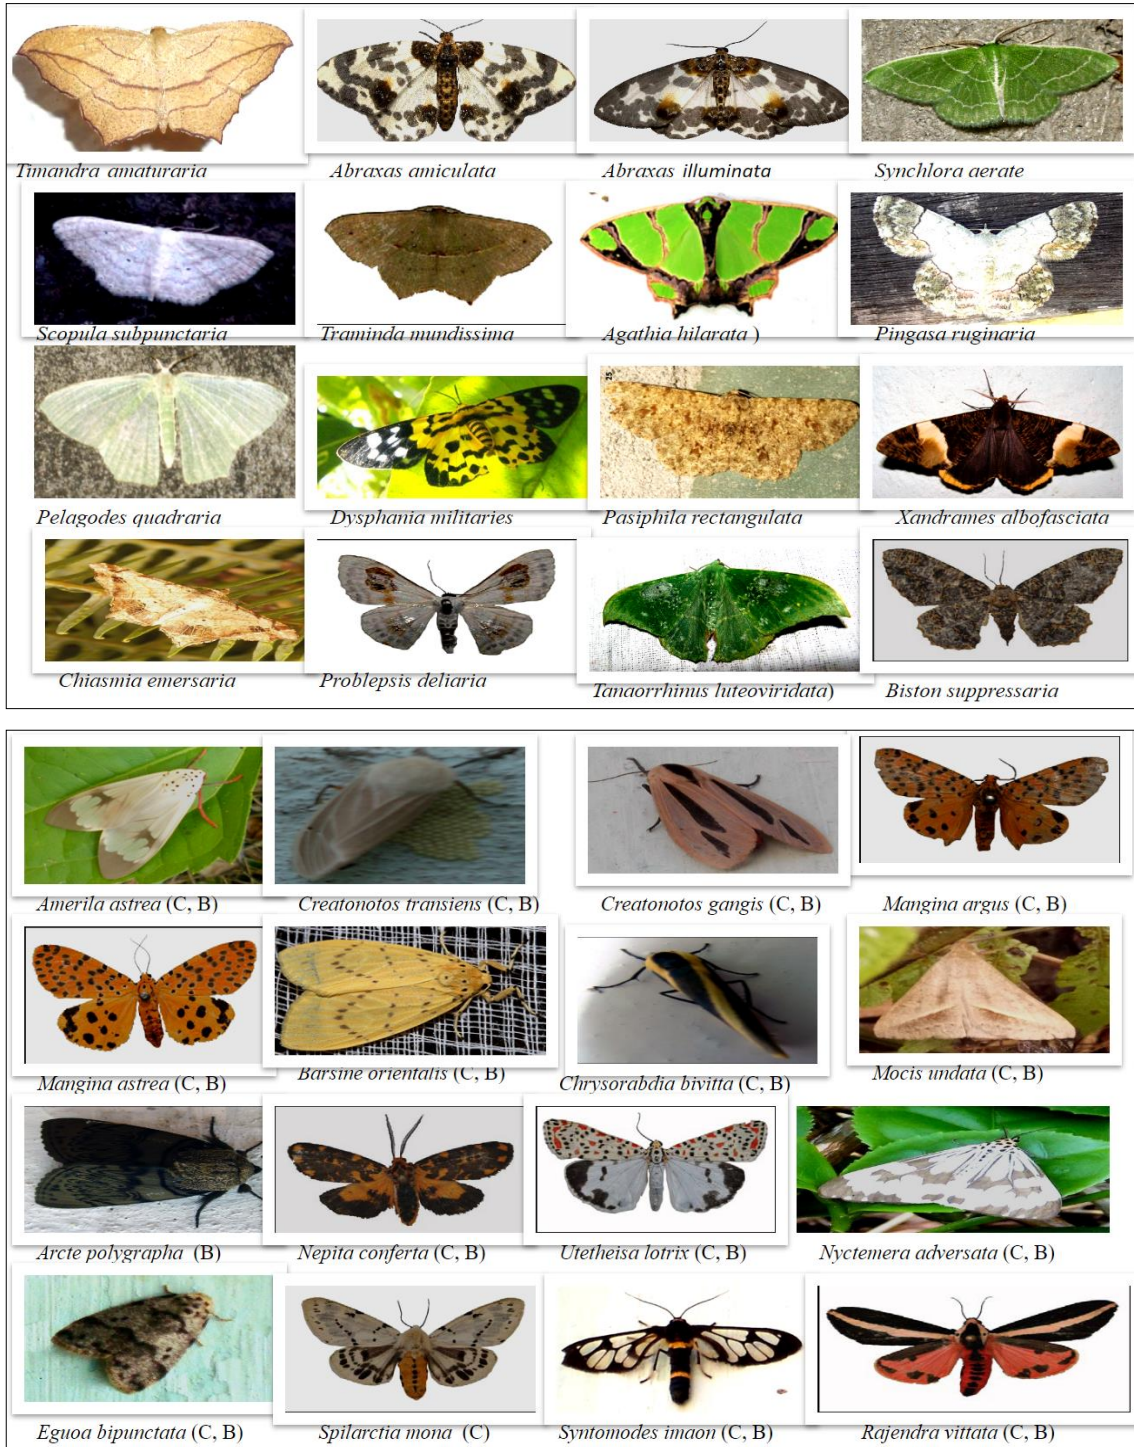 Timandra amaturaria
Abraxas amiculata
Abraxas illuminata
Synchlora aerate
Scopula subpunctaria
Traminda mundissima
Agathia hilarata )
Pingasa ruginaria
25
Pelagodes quadraria
Dysphania militaries
Pasiphila rectangulata
Xandrames albofasciata
Chiasmia emersaria
Problepsis deliaria
Tanaorrhinus luteoviridata)
Biston suppressaria
Amerila astrea (C, B)
Creatonotos transiens (C, B)
Creatonotos gangis (C, B)
Mangina argus (C, B)
Mangina astrea (C, B)
Barsine orientalis (C, B)
Chrysorabdia bivitta (C, B)
Mocis undata (C, B)
Arcte polygrapha (B)
Nepita conferta (C, B)
Utetheisa lotrix (C, B)
Nyctemera adversata (C, B)
Eguoa bipunctata (C, B)
Spilarctia mona (C)
Syntomodes imaon (C, B)
Rajendra vittata (C, B)